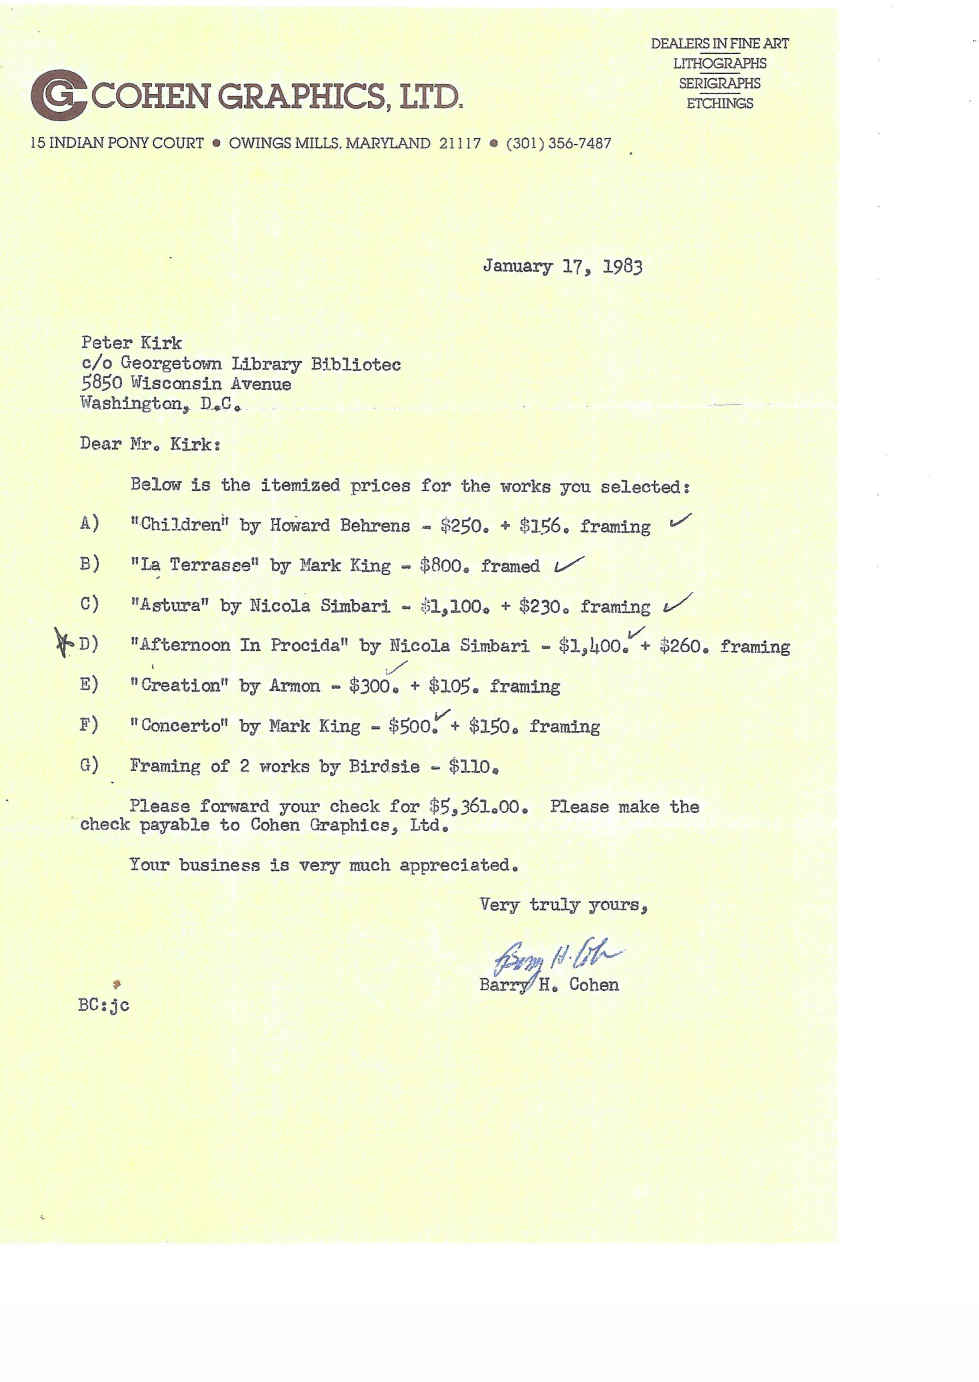 DEALERS IN FINE ART
LITHOGRAPHS
SERIGRAPHS
ETCHINGS
CG COHEN GRAPHICS, LTD.
15 INDIAN PONY COURT ● OWINGS MILLS, MARYLAND 21117 ● (301) 356-7487
January 17, 1983
Peter Kirk
c/o Georgetown Library Bibliotec
5850 Wisconsin Avenue
Washington, D.C.
Dear Mr. Kirk:
Below is the itemized prices for the works you selected:
A) "Children" by Howard Behrens - $250. + $156. framing ✓
B) "La Terrasse" by Mark King - $800. framed ✓
C) "Astura" by Nicola Simbari - $1,100. + $230. framing ✓
D) "Afternoon In Procida" by Nicola Simbari - $1,400. ✓ + $260. framing
E) "Creation" by Armon - $300. ✓ + $105. framing
F) "Concerto" by Mark King - $500. ✓ + $150. framing
G) Framing of 2 works by Birdsie - $110.
Please forward your check for $5,361.00. Please make the
check payable to Cohen Graphics, Ltd.
Your business is very much appreciated.
Very truly yours,
Barry H. Cohen
Barry H. Cohen
BC:jc